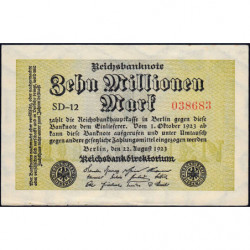 Reichsbanknote
Zehn Millionen
Mark
SD-12 038683
zahlt die Reichsbankhauptkasse in Berlin gegen diese
Banknote dem Einlieferer. Vom 1. Oktober 1923 ab kann
diese Banknote aufgerufen und unter Umtausch
gegen andere gesetzliche Zahlungsmittel eingezogen werden
Berlin, den 22. August 1923
Reichsbankdirektorium